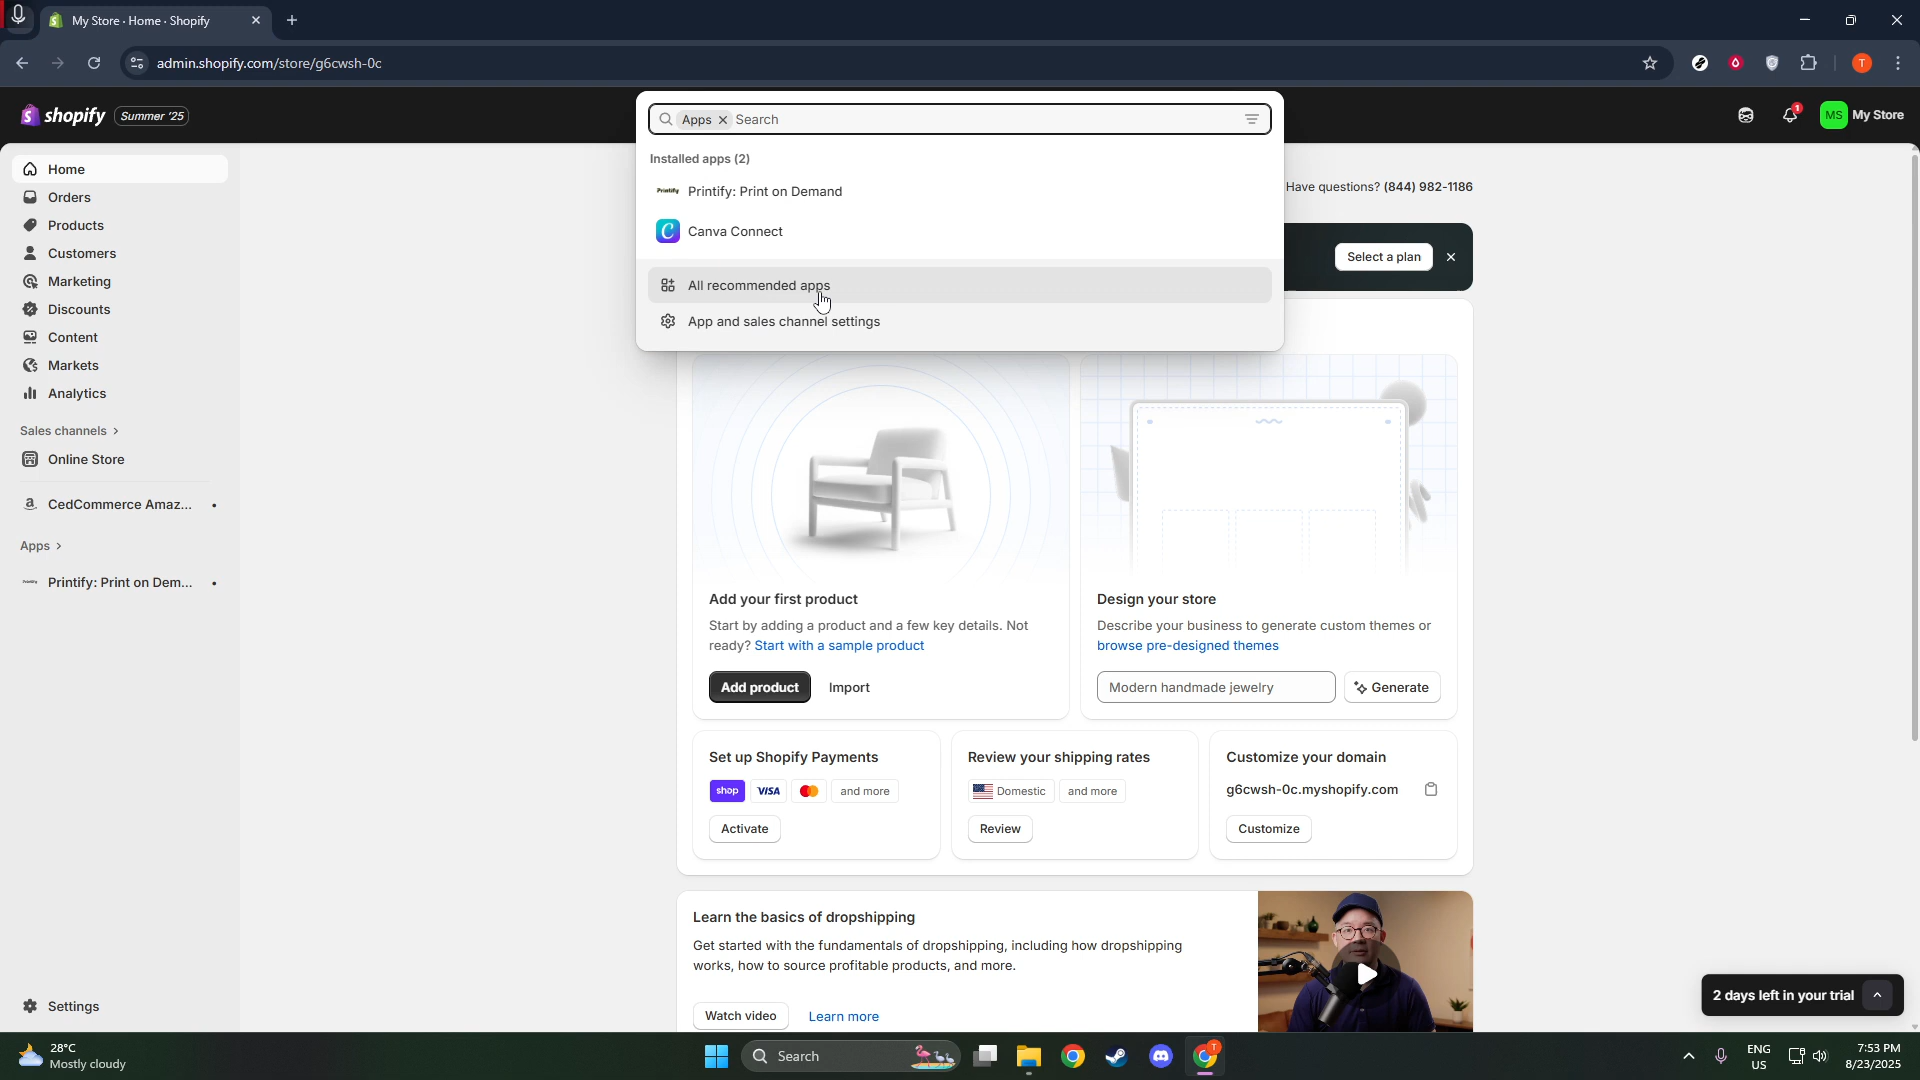 My Store · Home · Shopify
admin.shopify.com/store/g6cwsh-0c
T
shopify
Summer '25
Apps
Search
1
MS
My Store
Home
Orders
Products
Customers
Marketing
Discounts
Content
Markets
Analytics
Sales channels
Online Store
CedCommerce Amaz...
Apps
Printify: Print on Dem...
Settings
Installed apps (2)
Printify
Printify: Print on Demand
C
Canva Connect
All recommended apps
App and sales channel settings
Have questions? (844) 982-1186
Select a plan
Add your first product
Start by adding a product and a few key details. Not
ready? Start with a sample product
Add product
Import
Design your store
Describe your business to generate custom themes or
browse pre-designed themes
Modern handmade jewelry
Generate
Set up Shopify Payments
shop
VISA
and more
Activate
Review your shipping rates
Domestic
and more
Review
Customize your domain
g6cwsh-0c.myshopify.com
Customize
Learn the basics of dropshipping
Get started with the fundamentals of dropshipping, including how dropshipping
works, how to source profitable products, and more.
Watch video
Learn more
2 days left in your trial
28°C
Mostly cloudy
Search
T
ENG
US
7:53 PM
8/23/2025